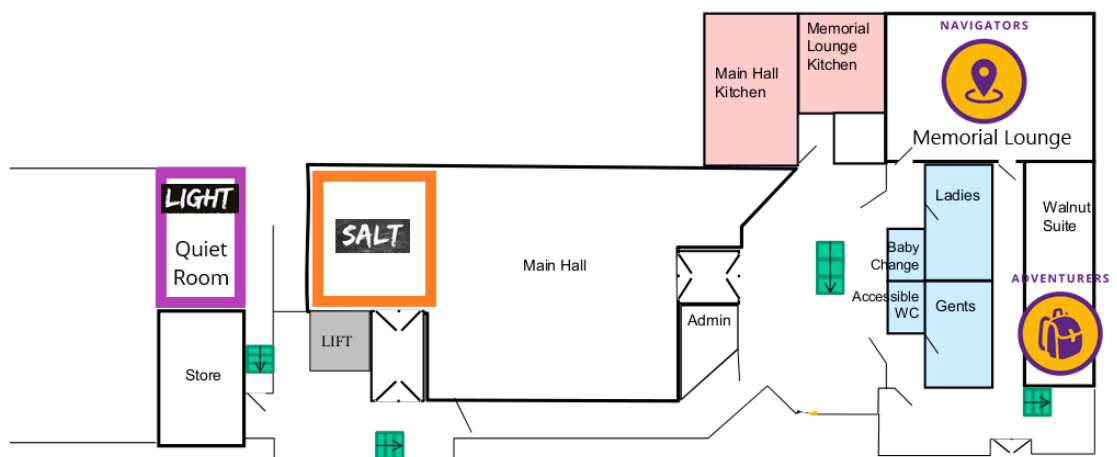 NAVIGATORS
Memorial
Lounge
Kitchen
Main Hall
Kitchen
Memorial Lounge
LIGHT
Quiet
Room
SALT
Main Hall
Ladies
Walnut
Suite
Baby
Change
ADVENTURERS
Accessible
WC
Gents
Admin
LIFT
Store